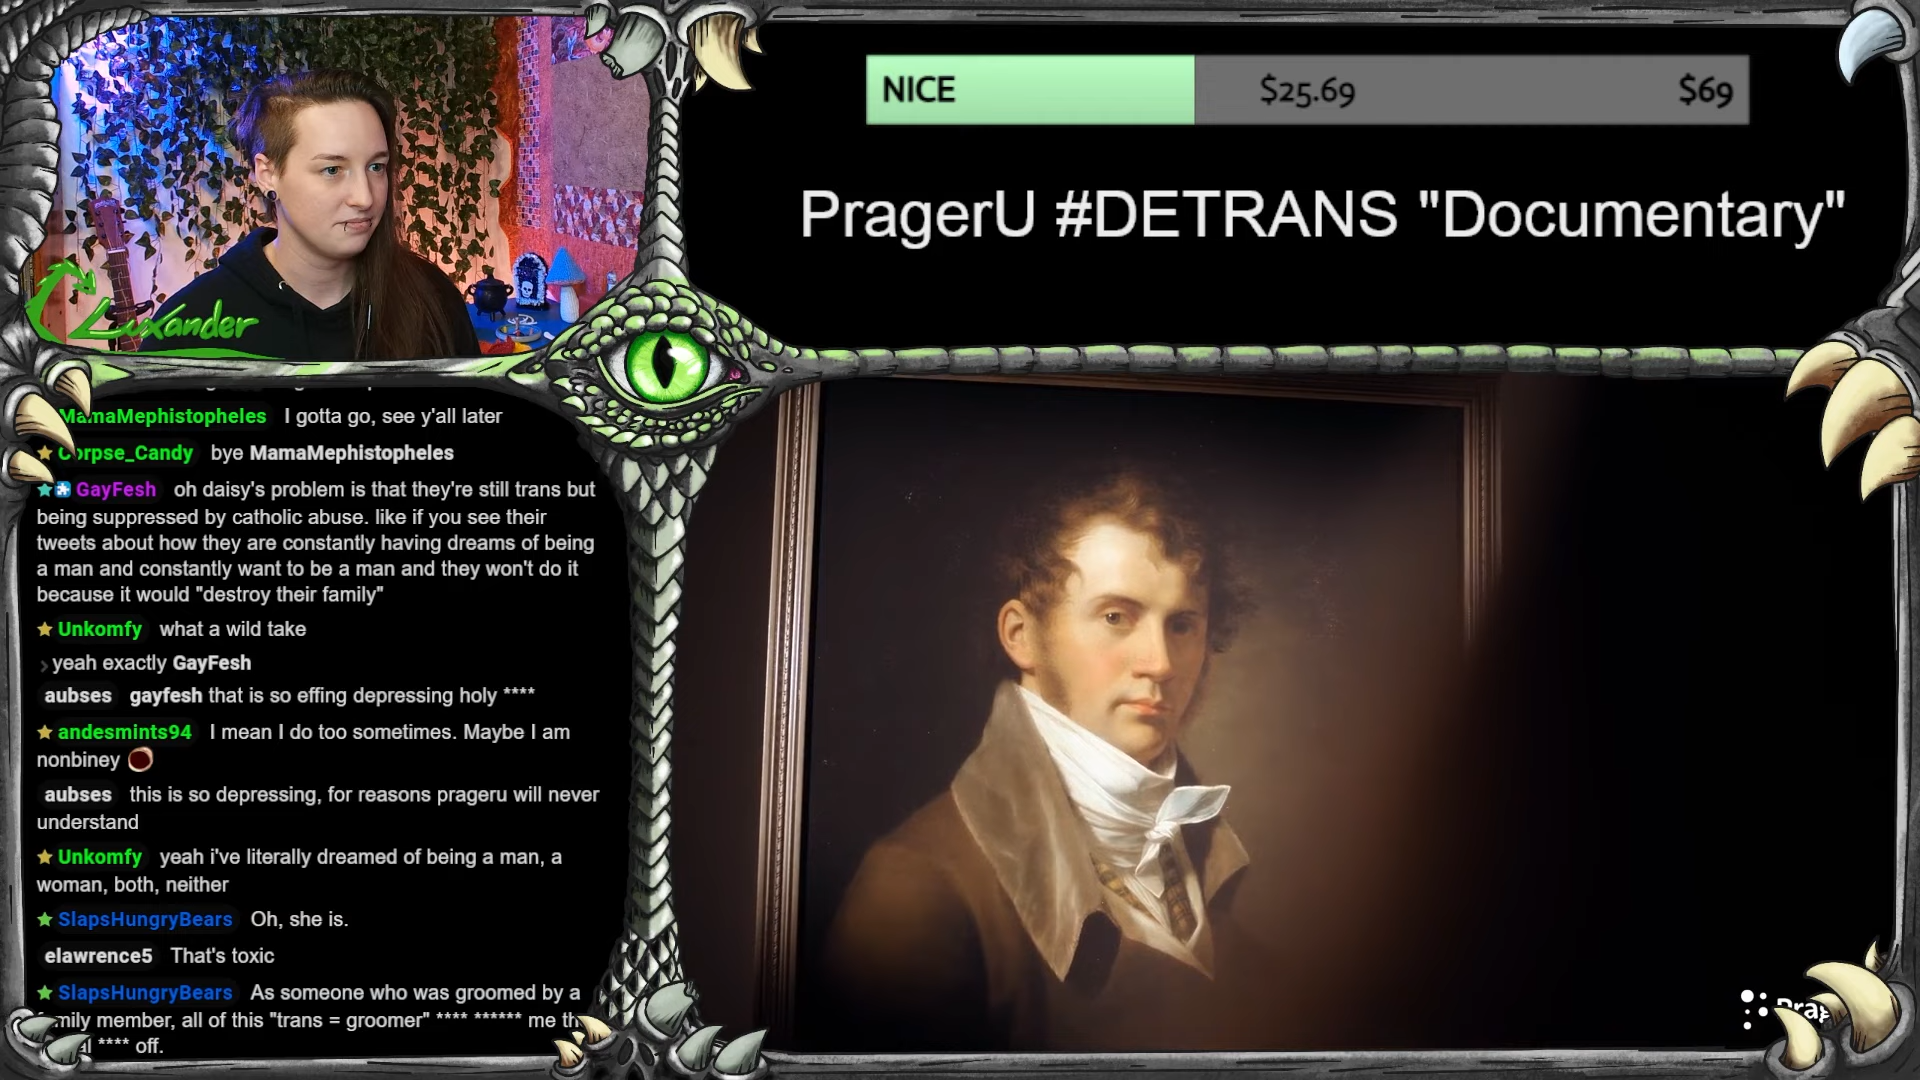 NICE $25.69 $69
PragerU #DETRANS "Documentary"
Luxander
MamaMephistopheles I gotta go, see y'all later
Corpse_Candy bye MamaMephistopheles
GayFesh oh daisy's problem is that they're still trans but
being suppressed by catholic abuse. like if you see their
tweets about how they are constantly having dreams of being
a man and constantly want to be a man and they won't do it
because it would "destroy their family"
Unkomfy what a wild take
yeah exactly GayFesh
aubses gayfesh that is so effing depressing holy ****
andesmints94 I mean I do too sometimes. Maybe I am
nonbiney
aubses this is so depressing, for reasons prageru will never
understand
Unkomfy yeah i've literally dreamed of being a man, a
woman, both, neither
SlapsHungryBears Oh, she is.
elawrence5 That's toxic
SlapsHungryBears As someone who was groomed by a
family member, all of this "trans = groomer" **** ****** me
**** off.